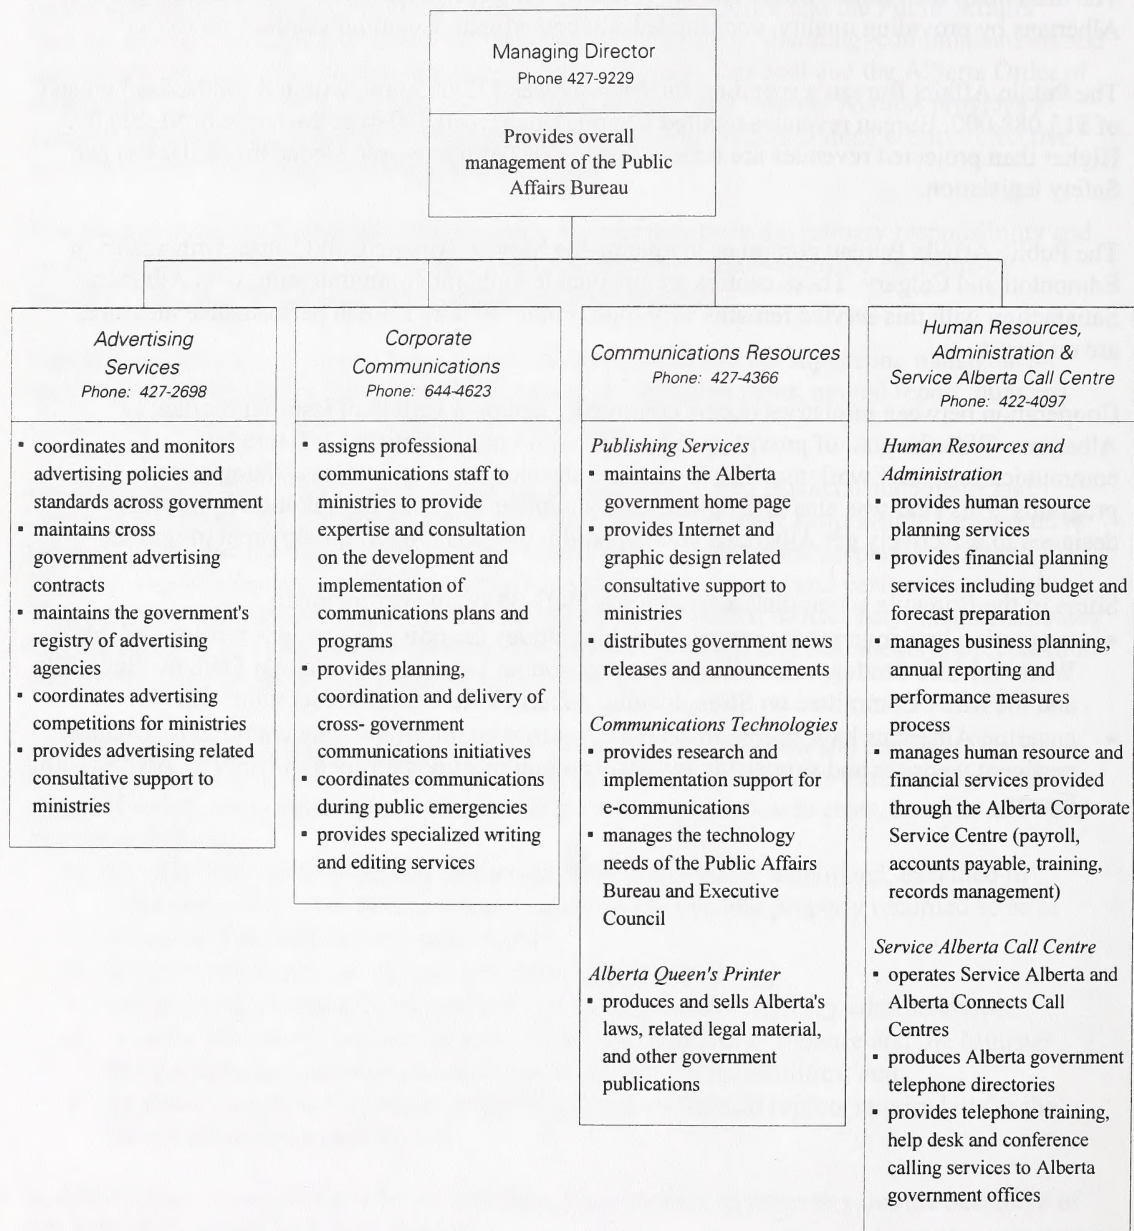 Managing Director
Phone 427-9229
Provides overall
management of the Public
Affairs Bureau
Advertising
Services
Phone: 427-2698
▪ coordinates and monitors
advertising policies and
standards across government
▪ maintains cross
government advertising
contracts
▪ maintains the government's
registry of advertising
agencies
▪ coordinates advertising
competitions for ministries
▪ provides advertising related
consultative support to
ministries
Corporate
Communications
Phone: 644-4623
▪ assigns professional
communications staff to
ministries to provide
expertise and consultation
on the development and
implementation of
communications plans and
programs
▪ provides planning,
coordination and delivery of
cross- government
communications initiatives
▪ coordinates communications
during public emergencies
▪ provides specialized writing
and editing services
Communications Resources
Phone: 427-4366
Publishing Services
▪ maintains the Alberta
government home page
▪ provides Internet and
graphic design related
consultative support to
ministries
▪ distributes government news
releases and announcements
Communications Technologies
▪ provides research and
implementation support for
e-communications
▪ manages the technology
needs of the Public Affairs
Bureau and Executive
Council
Alberta Queen's Printer
▪ produces and sells Alberta's
laws, related legal material,
and other government
publications
Human Resources,
Administration &
Service Alberta Call Centre
Phone: 422-4097
Human Resources and
Administration
▪ provides human resource
planning services
▪ provides financial planning
services including budget and
forecast preparation
▪ manages business planning,
annual reporting and
performance measures
process
▪ manages human resource and
financial services provided
through the Alberta Corporate
Service Centre (payroll,
accounts payable, training,
records management)
Service Alberta Call Centre
▪ operates Service Alberta and
Alberta Connects Call
Centres
▪ produces Alberta government
telephone directories
▪ provides telephone training,
help desk and conference
calling services to Alberta
government offices